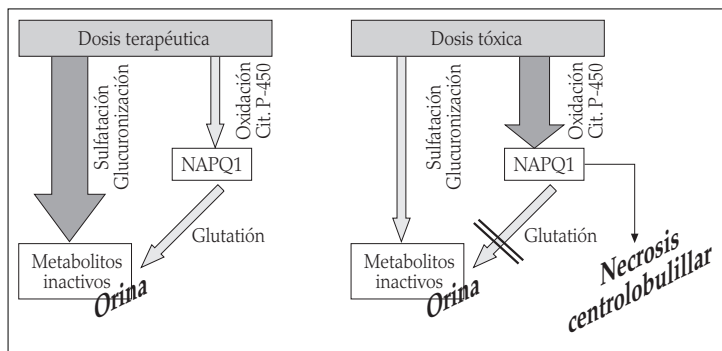 Dosis terapéutica
Sulfatación
Glucuronización
Oxidación
Cit. P-450
NAPQ1
Glutatión
Metabolitos
inactivos
Orina
Dosis tóxica
Sulfatación
Glucuronización
Oxidación
Cit. P-450
NAPQ1
Glutatión
Metabolitos
inactivos
Orina
Necrosis
centrolobulillar